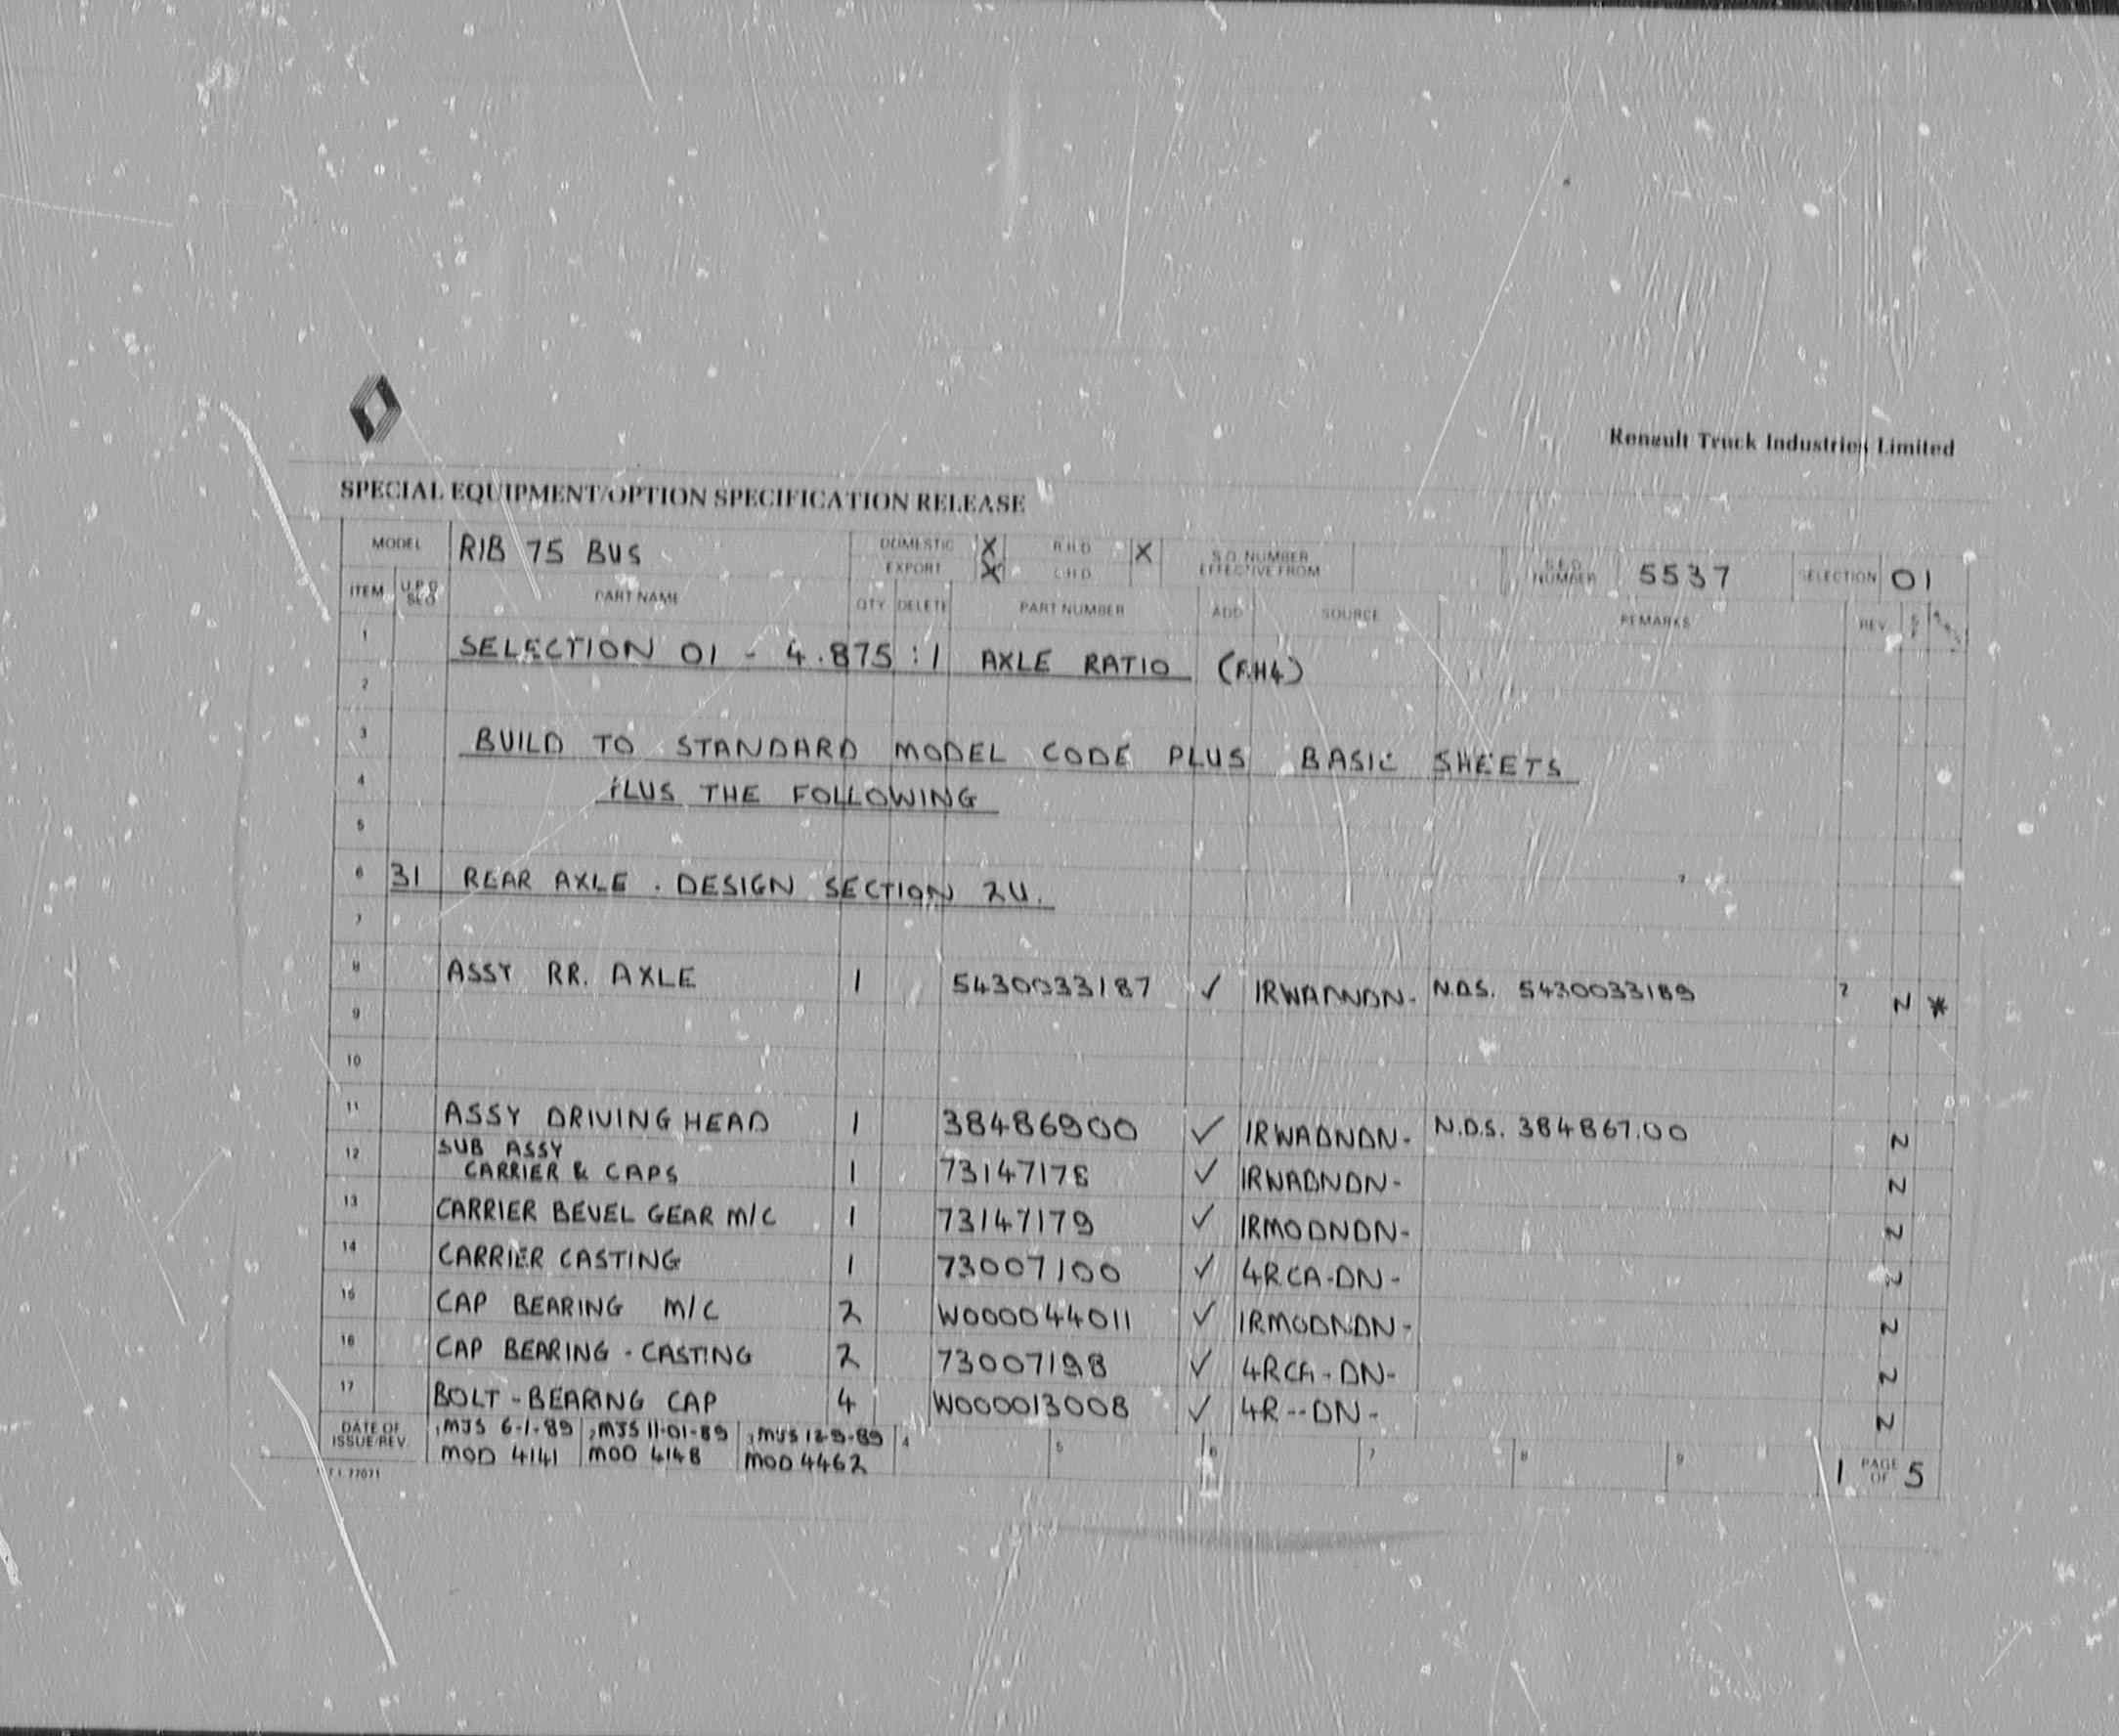 Renault Truck Industries Limited
SPECIAL EQUIPMENT/OPTION SPECIFICATION RELEASE
MODEL RIB 75 BUS DOMESTIC X R.H.D X S.O. NUMBER EFFECTIVE FROM S.E.O. NUMBER 5537 SELECTION 01
EXPORT X L.H.D
ITEM PART NAME QTY DELETE PART NUMBER ADD SOURCE REMARKS REV
1 SELECTION 01 - 4.875 : 1 AXLE RATIO (F.H4)
2
3 BUILD TO STANDARD MODEL CODE PLUS BASIC SHEETS
4 PLUS THE FOLLOWING
5
6 31 REAR AXLE . DESIGN SECTION 2U.
7
8 ASSY RR. AXLE 1 5430033187 ✓ IRWADNDN- N.D.S. 5430033189 2 N *
9
10
11 ASSY DRIVING HEAD 1 38486900 ✓ IRWADNDN- N.D.S. 384867.00 N
12 SUB ASSY
CARRIER & CAPS 1 73147178 ✓ IRWADNDN- N
13 CARRIER BEVEL GEAR M/C 1 73147179 ✓ IRMODNDN- N
14 CARRIER CASTING 1 73007100 ✓ 4RCA-DN- N
15 CAP BEARING M/C 2 W000044011 ✓ IRMODNDN- N
16 CAP BEARING - CASTING 2 73007198 ✓ 4RCA-DN- N
17 BOLT - BEARING CAP 4 W000013008 ✓ 4R--DN- N
DATE OF ISSUE/REV. 1 MJS 6-1-89 2 MJS 11-01-89 3 MJS 12-9-89 4 5 6 7 8 9 1 PAGE OF 5
MOD 4141 MOD 4148 MOD 4462